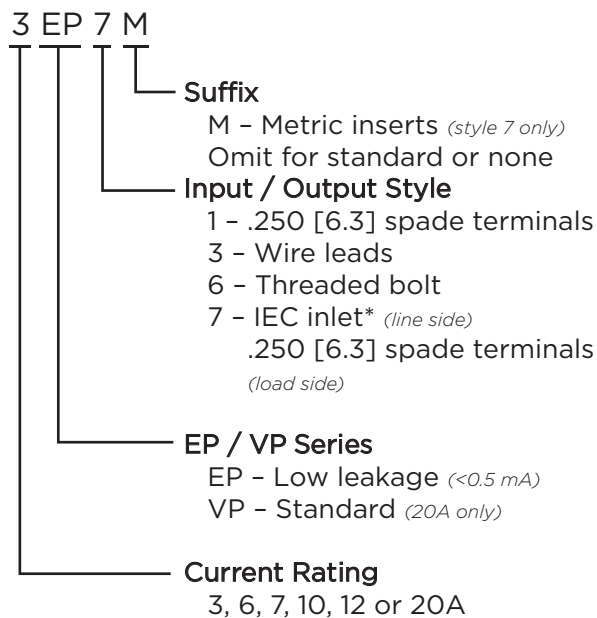 3 EP 7 M
Suffix
M – Metric inserts (style 7 only)
Omit for standard or none
Input / Output Style
1 – .250 [6.3] spade terminals
3 – Wire leads
6 – Threaded bolt
7 – IEC inlet* (line side)
.250 [6.3] spade terminals
(load side)
EP / VP Series
EP – Low leakage (<0.5 mA)
VP – Standard (20A only)
Current Rating
3, 6, 7, 10, 12 or 20A